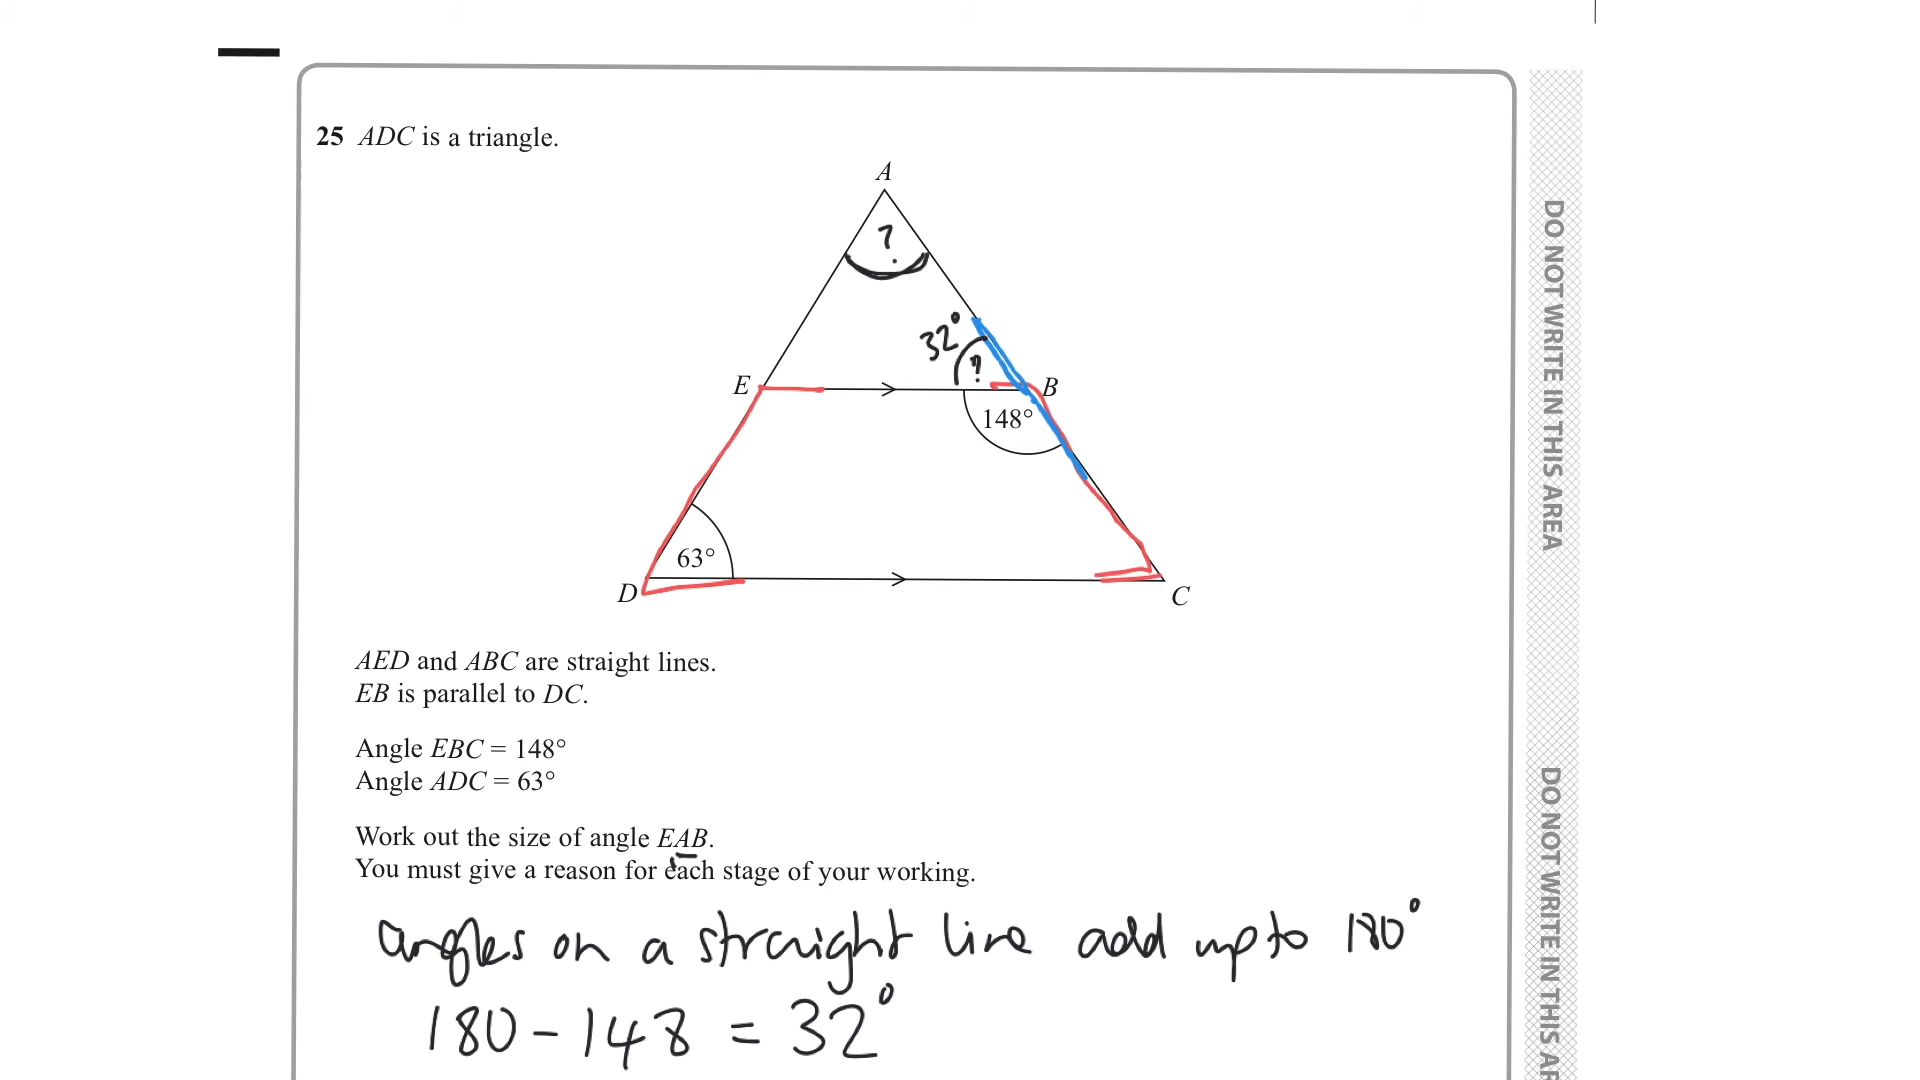 25 ADC is a triangle.
A
?
32°
?
E
B
148°
63°
D
C
AED and ABC are straight lines.
EB is parallel to DC.
Angle EBC = 148°
Angle ADC = 63°
Work out the size of angle EAB.
You must give a reason for each stage of your working.
angles on a straight line add up to 180°
180 - 148 = 32°
DO NOT WRITE IN THIS AREA
DO NOT WRITE IN THIS AR